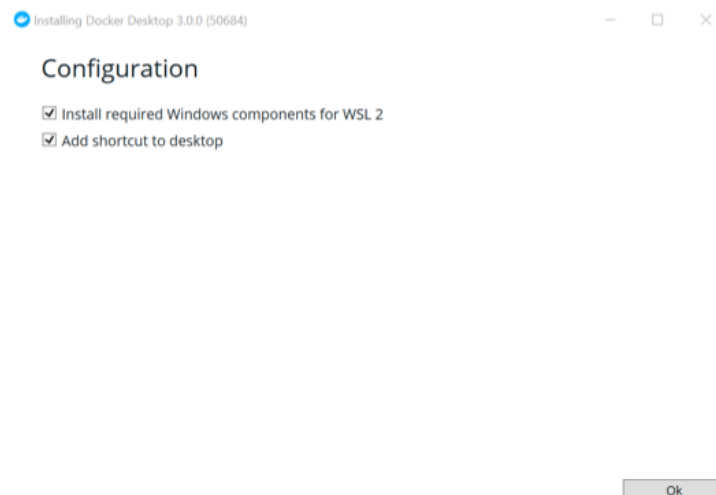 Installing Docker Desktop 3.0.0 (50684)
Configuration
Install required Windows components for WSL 2
Add shortcut to desktop
Ok